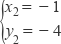 x₂ = −1
y₂ = −4